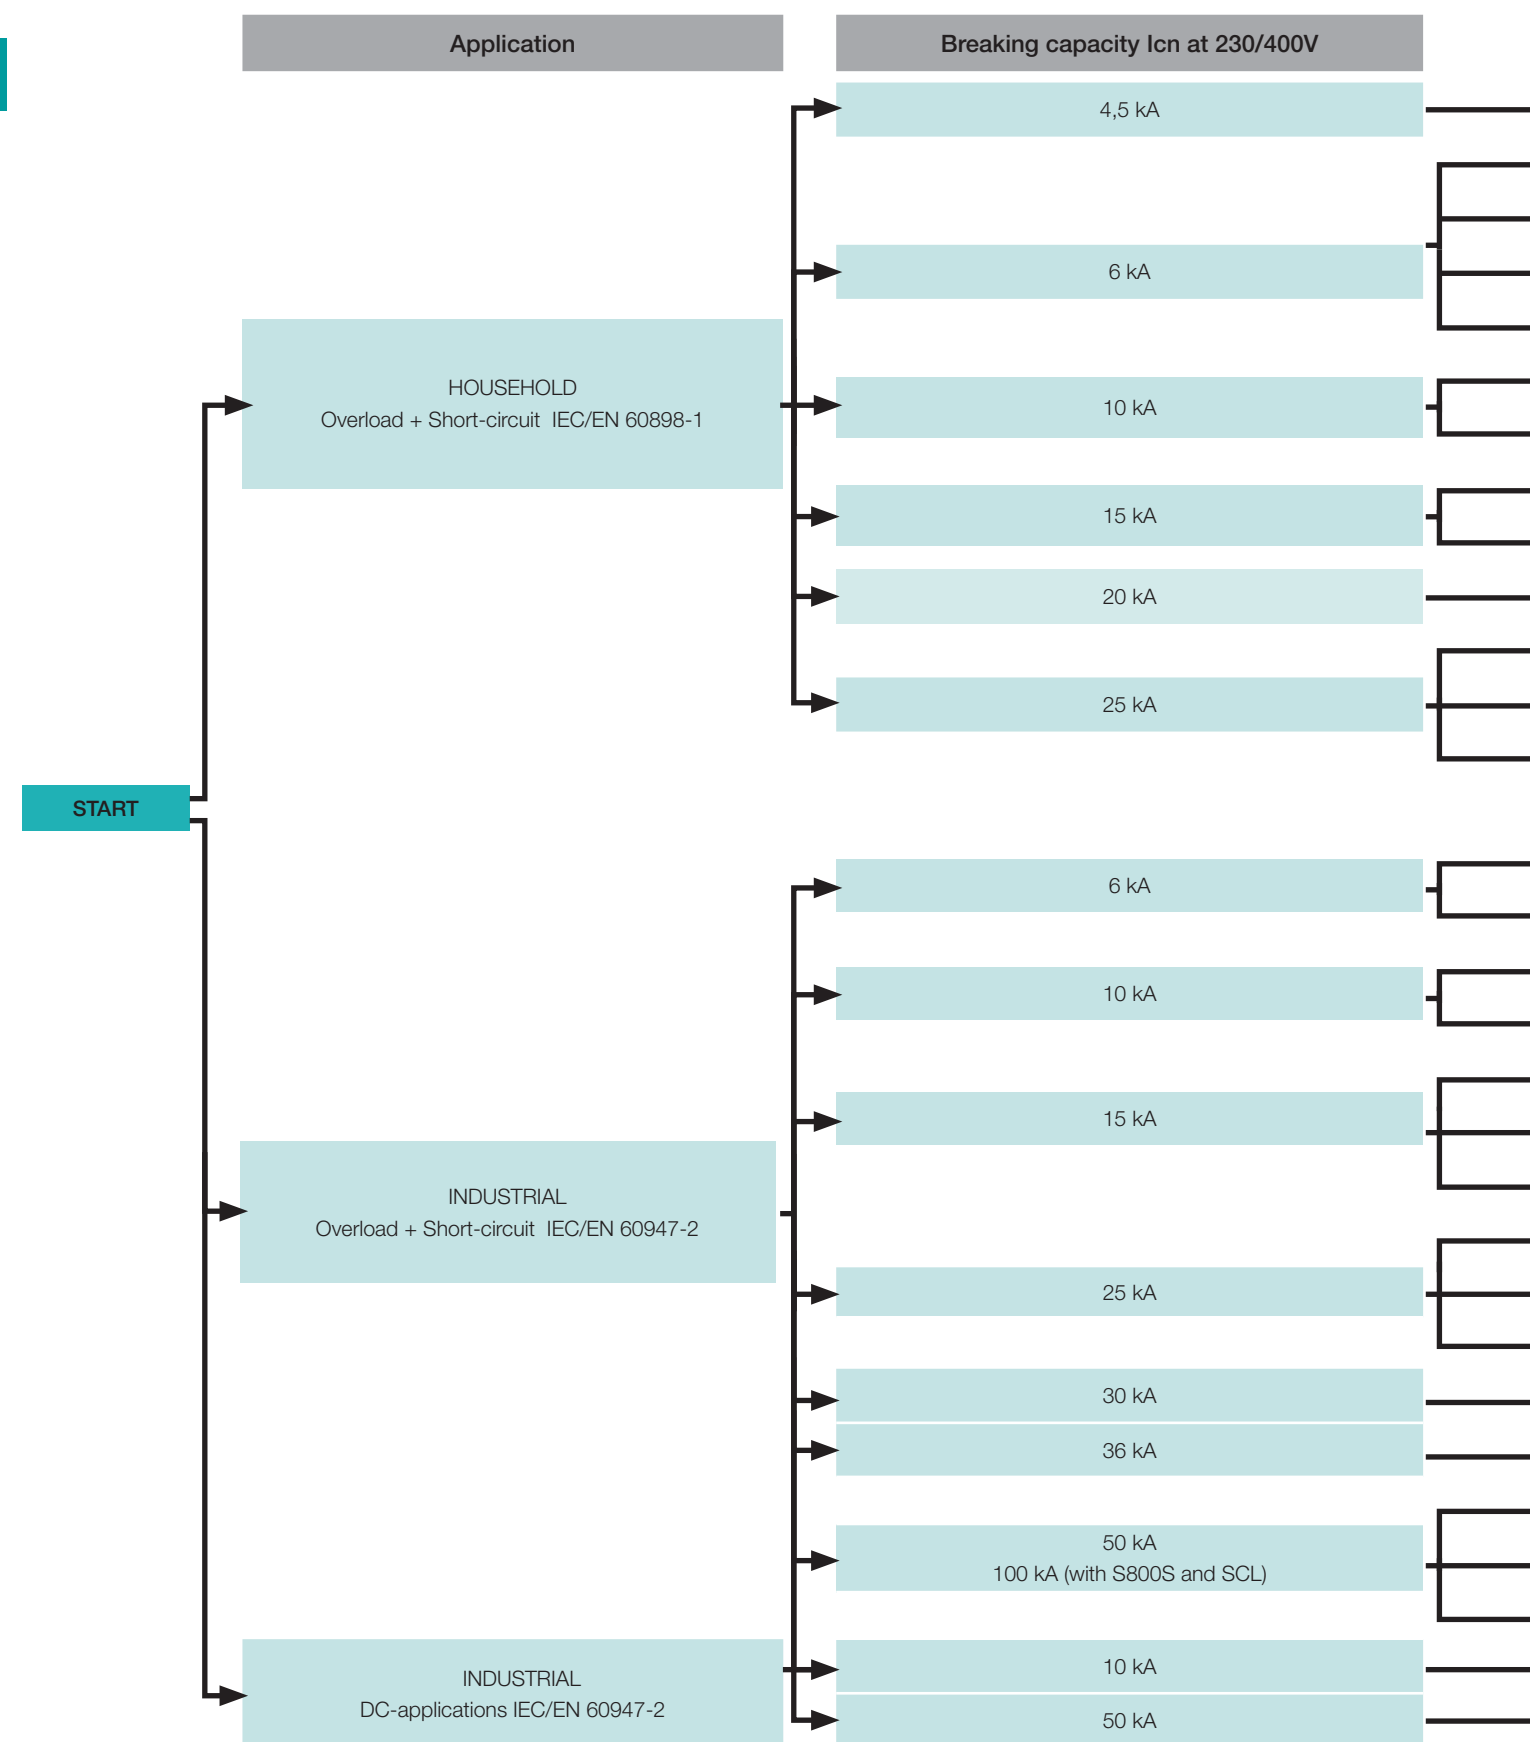 Application
Breaking capacity Icn at 230/400V
4,5 kA
6 kA
HOUSEHOLD
Overload + Short-circuit IEC/EN 60898-1
10 kA
15 kA
20 kA
25 kA
START
6 kA
10 kA
15 kA
INDUSTRIAL
Overload + Short-circuit IEC/EN 60947-2
25 kA
30 kA
36 kA
50 kA
100 kA (with S800S and SCL)
INDUSTRIAL
DC-applications IEC/EN 60947-2
10 kA
50 kA